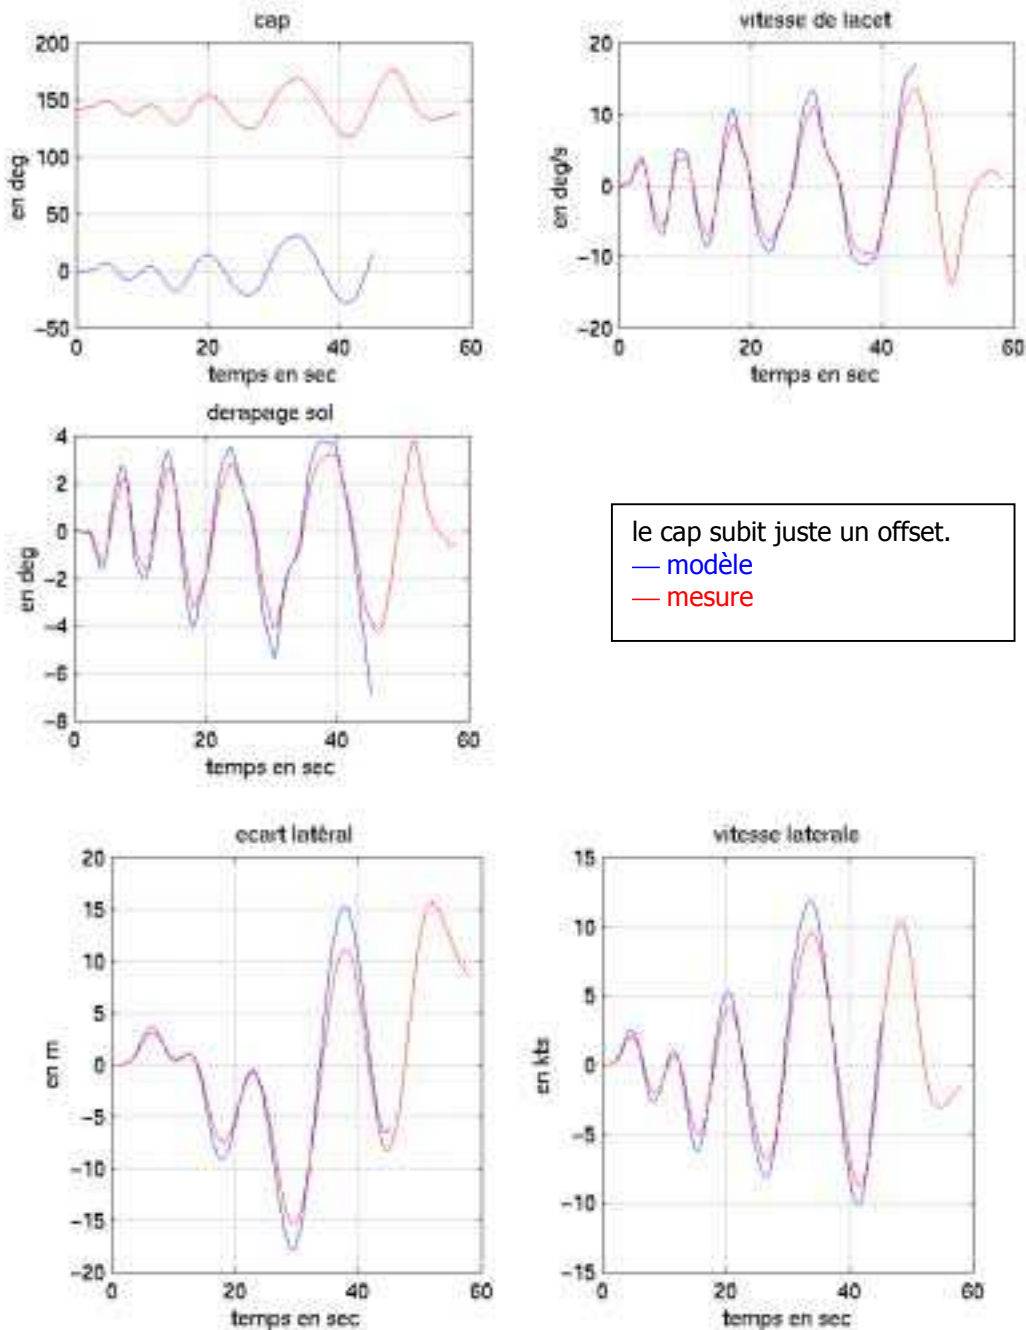 cap
200
150
100
50
0
-50
en deg
0 20 40 60
temps en sec
vitesse de lacet
20
10
0
-10
-20
en deg/s
0 20 40 60
temps en sec
derapage sol
4
2
0
-2
-4
-6
-8
en deg
0 20 40 60
temps en sec
le cap subit juste un offset.
— modèle
— mesure
ecart latéral
20
15
10
5
0
-5
-10
-15
-20
en m
0 20 40 60
temps en sec
vitesse laterale
15
10
5
0
-5
-10
-15
en kts
0 20 40 60
temps en sec